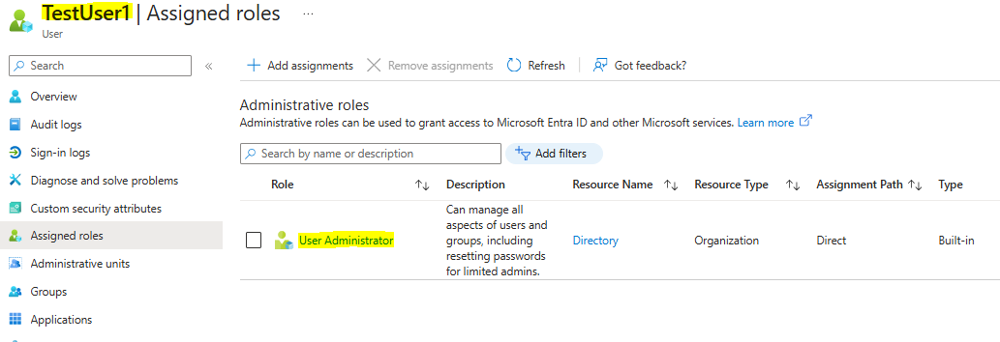 TestUser1 | Assigned roles ...
User
Search «
Overview
Audit logs
Sign-in logs
Diagnose and solve problems
Custom security attributes
Assigned roles
Administrative units
Groups
Applications
Add assignments Remove assignments Refresh Got feedback?
Administrative roles
Administrative roles can be used to grant access to Microsoft Entra ID and other Microsoft services. Learn more
Search by name or description Add filters
Role Description Resource Name Resource Type Assignment Path Type
User Administrator
Can manage all
aspects of users and
groups, including
resetting passwords
for limited admins.
Directory
Organization
Direct
Built-in